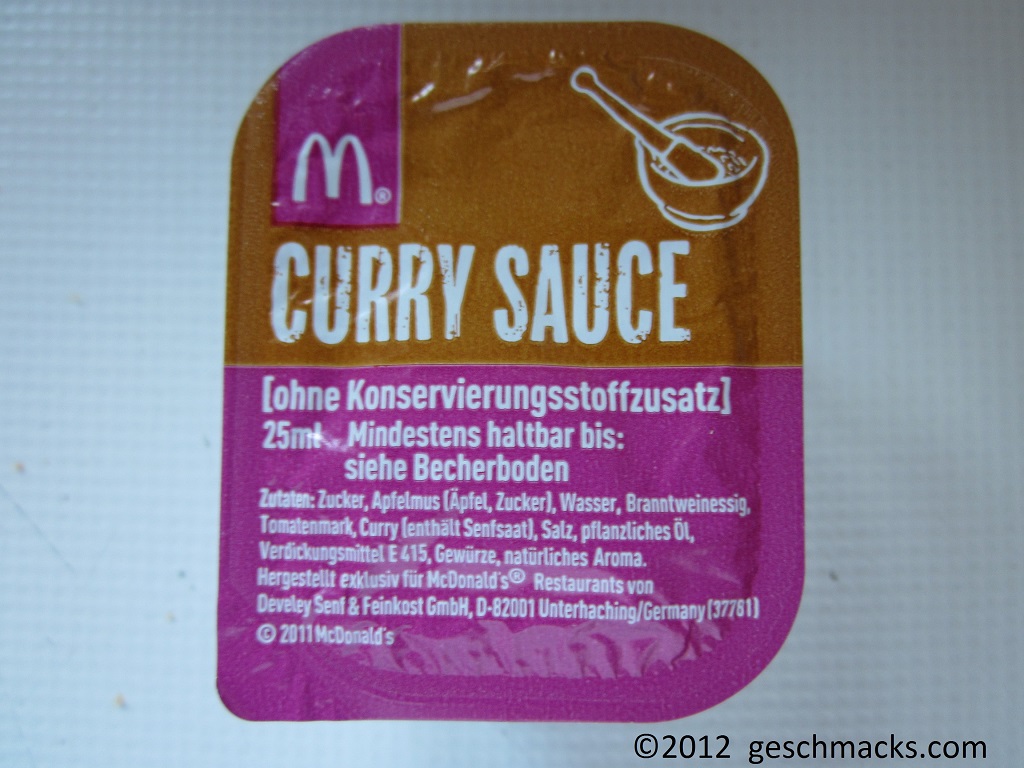 M®
CURRY SAUCE
[ohne Konservierungsstoffzusatz]
25ml Mindestens haltbar bis:
siehe Becherboden
Zutaten: Zucker, Apfelmus (Äpfel, Zucker), Wasser, Branntweinessig,
Tomatenmark, Curry (enthält Senfsaat), Salz, pflanzliches Öl,
Verdickungsmittel E 415, Gewürze, natürliches Aroma.
Hergestellt exklusiv für McDonald's® Restaurants von
Develey Senf & Feinkost GmbH, D-82001 Unterhaching/Germany (37761)
© 2011 McDonald's
©2012 geschmacks.com